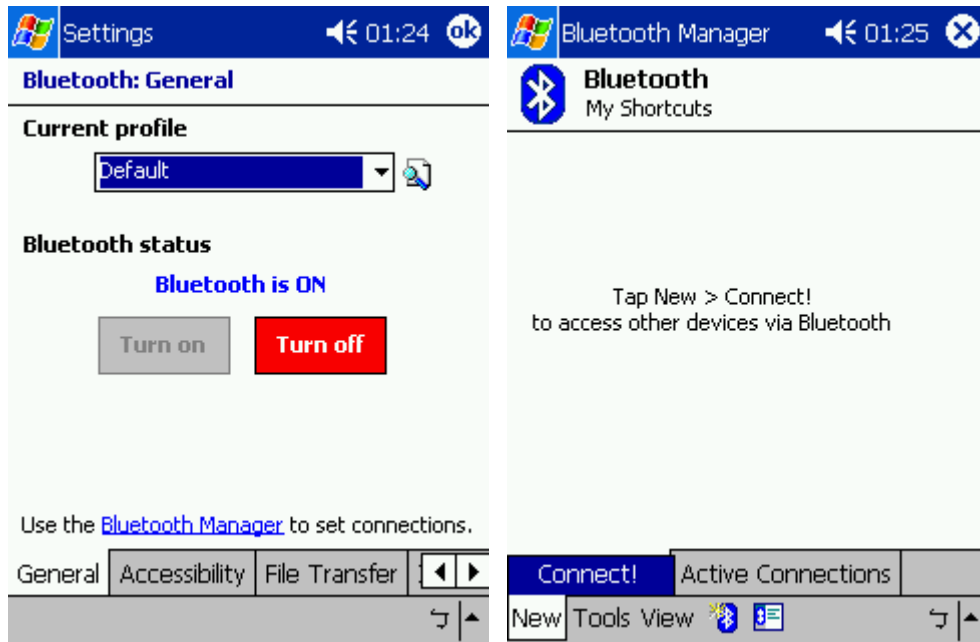 Settings
01:24
ok
Bluetooth: General
Current profile
Default
Bluetooth status
Bluetooth is ON
Turn on
Turn off
Use the Bluetooth Manager to set connections.
General
Accessibility
File Transfer
Bluetooth Manager
01:25
Bluetooth
My Shortcuts
Tap New > Connect!
to access other devices via Bluetooth
Connect!
Active Connections
New Tools View